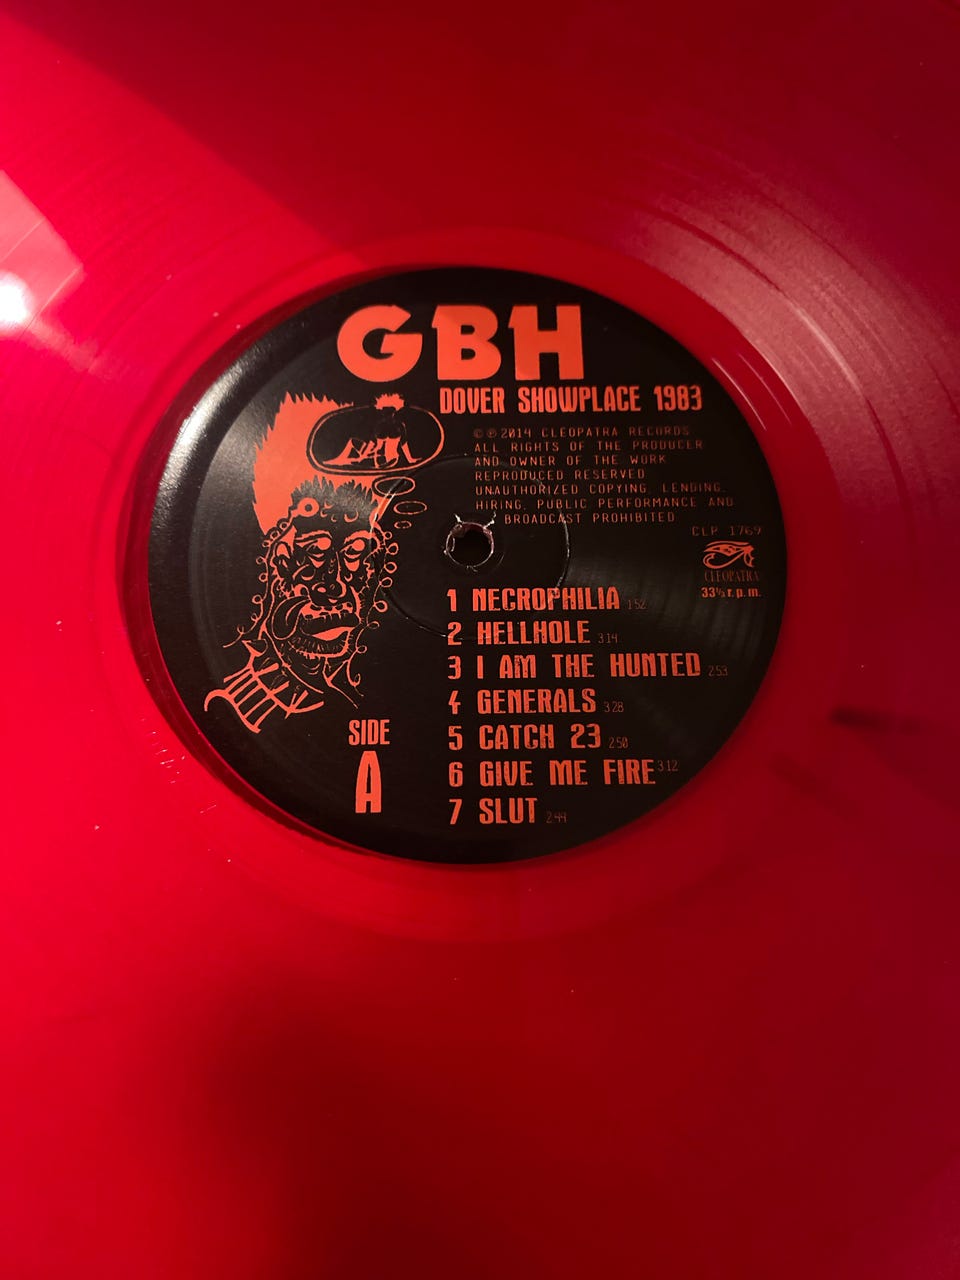 GBH
DOVER SHOWPLACE 1983
©℗2014 CLEOPATRA RECORDS
ALL RIGHTS OF THE PRODUCER
AND OWNER OF THE WORK
REPRODUCED RESERVED
UNAUTHORIZED COPYING, LENDING,
HIRING, PUBLIC PERFORMANCE AND
BROADCAST PROHIBITED
CLP 1769
CLEOPATRA
33⅓ r.p.m.
1 NECROPHILIA 1:52
2 HELLHOLE 3:14
3 I AM THE HUNTED 2:53
4 GENERALS 3:28
5 CATCH 23 2:50
6 GIVE ME FIRE 3:12
7 SLUT 2:44
SIDE
A